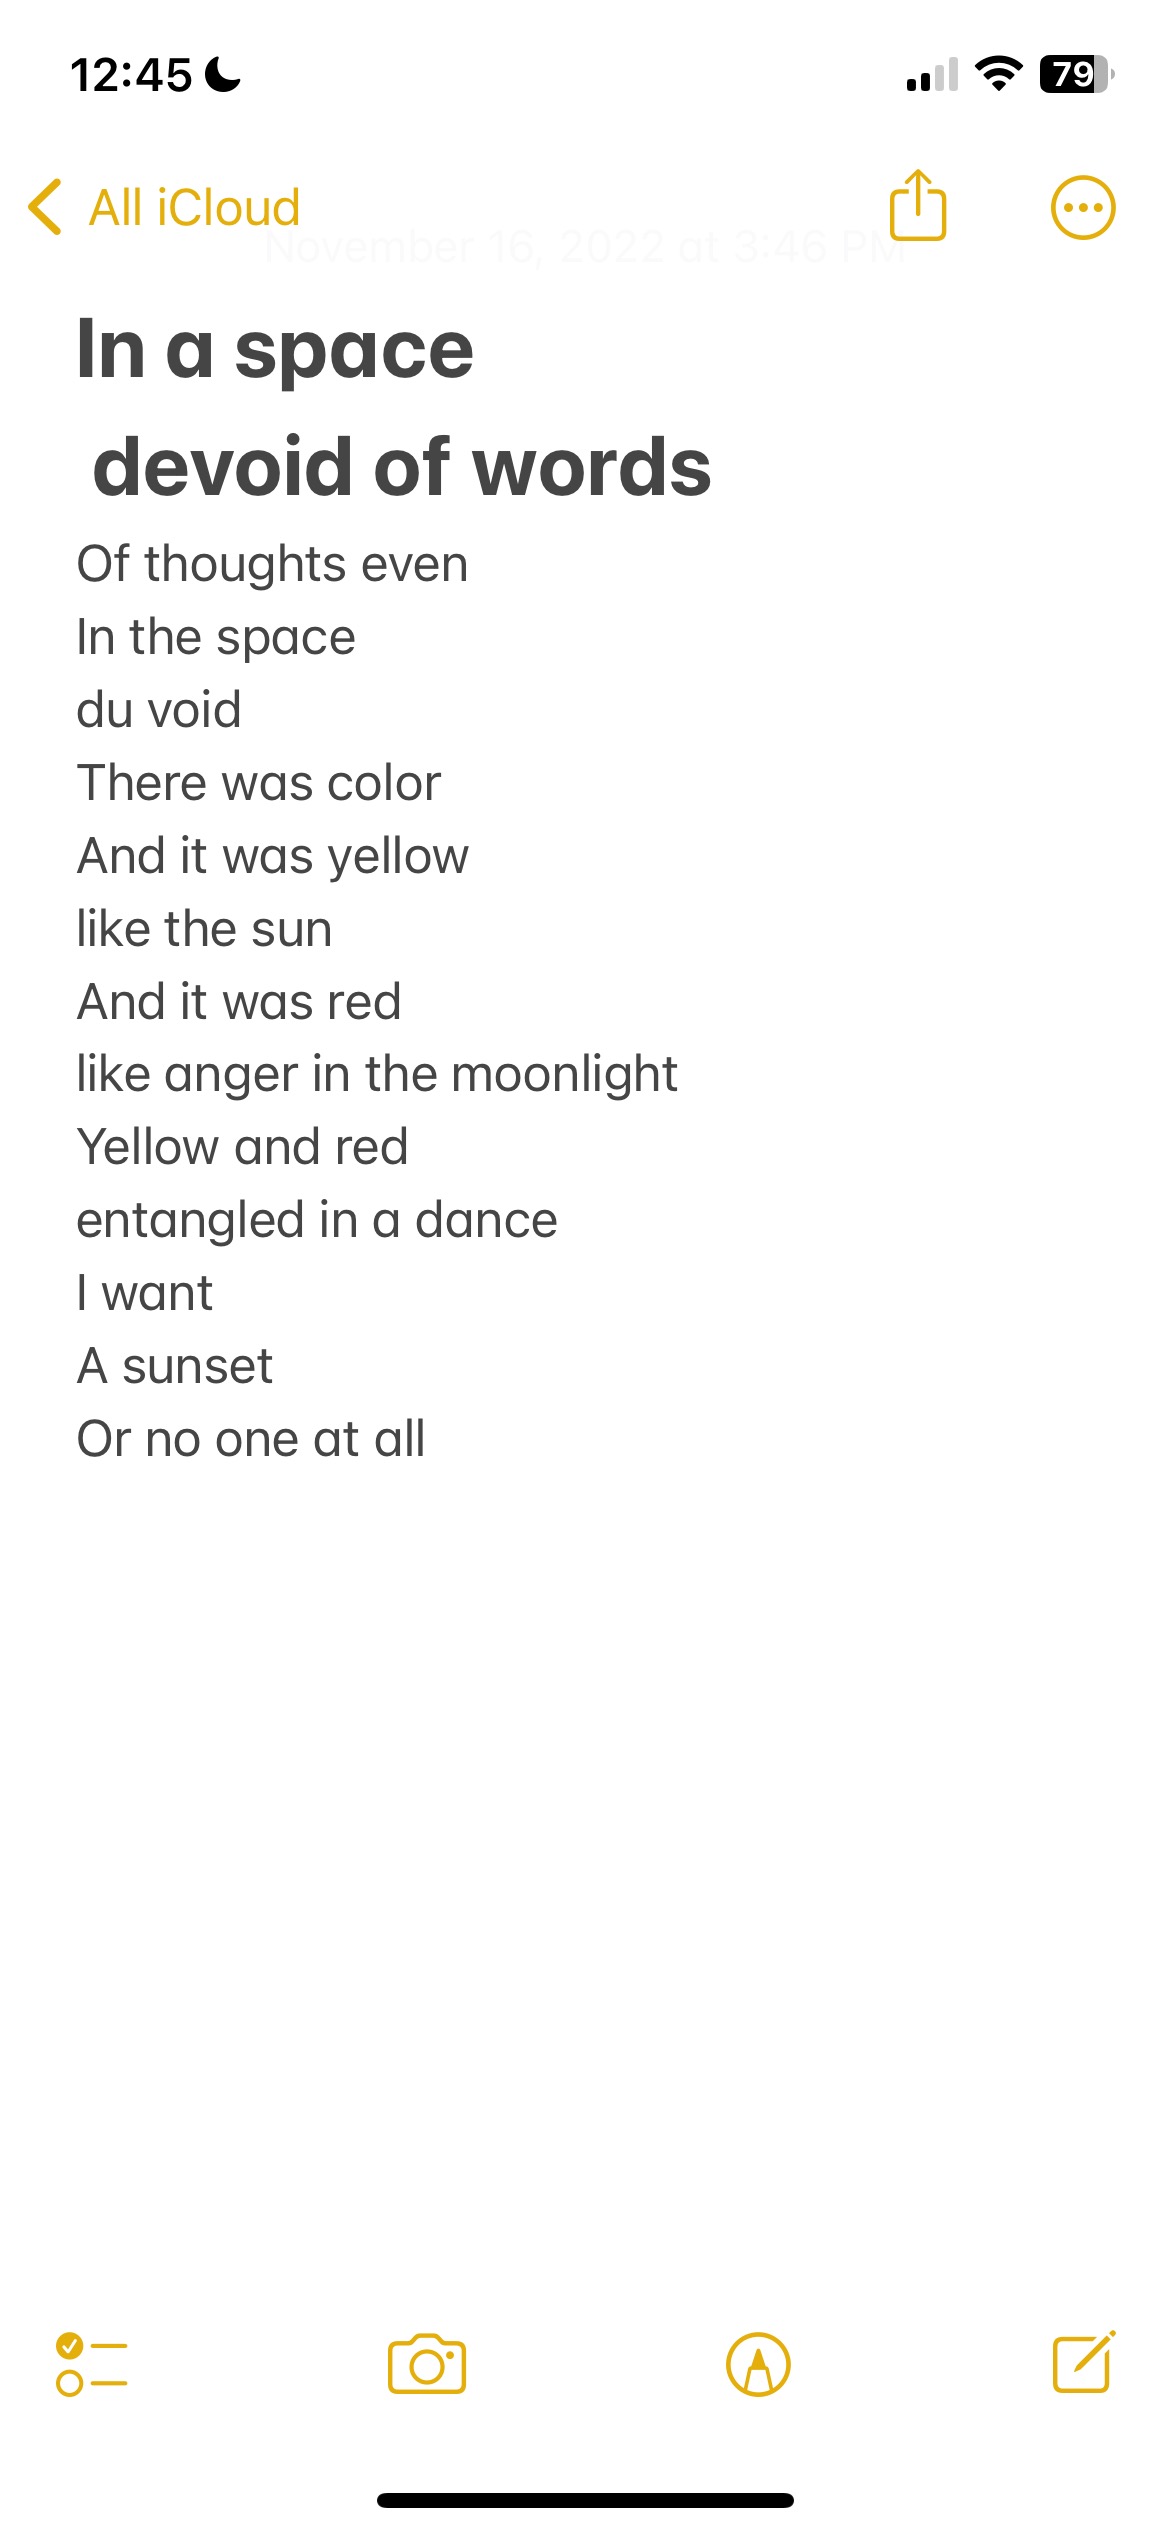 12:45
79
All iCloud
November 16, 2022 at 3:46 PM
In a space
devoid of words
Of thoughts even
In the space
du void
There was color
And it was yellow
like the sun
And it was red
like anger in the moonlight
Yellow and red
entangled in a dance
I want
A sunset
Or no one at all